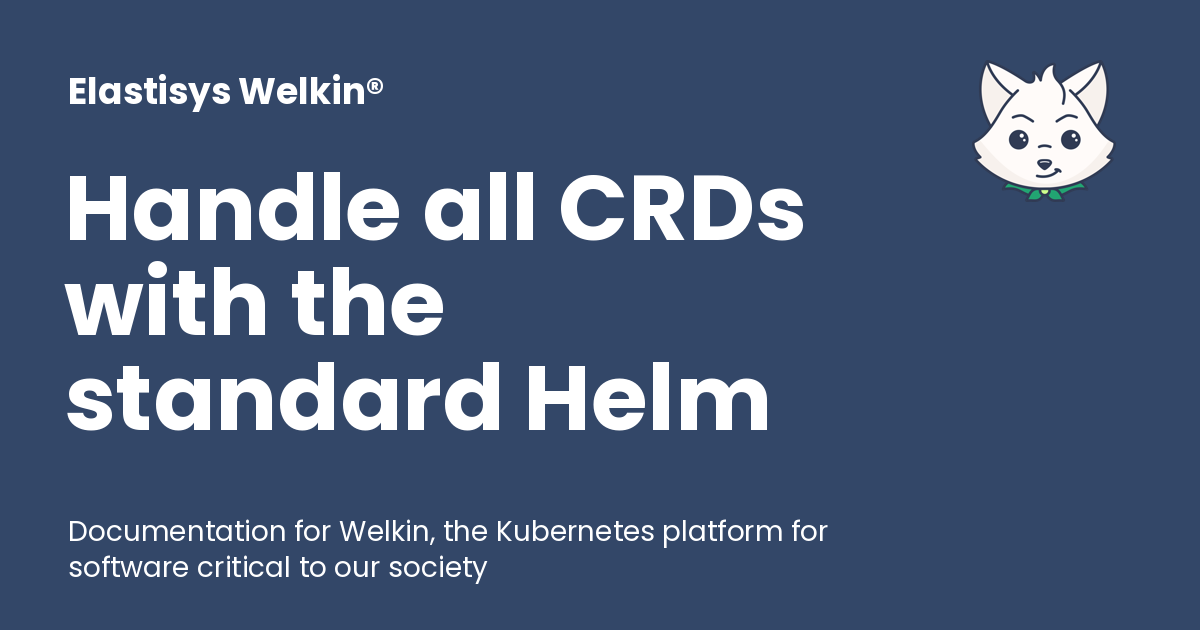 Elastisys Welkin®
Handle all CRDs
with the
standard Helm
Documentation for Welkin, the Kubernetes platform for
software critical to our society